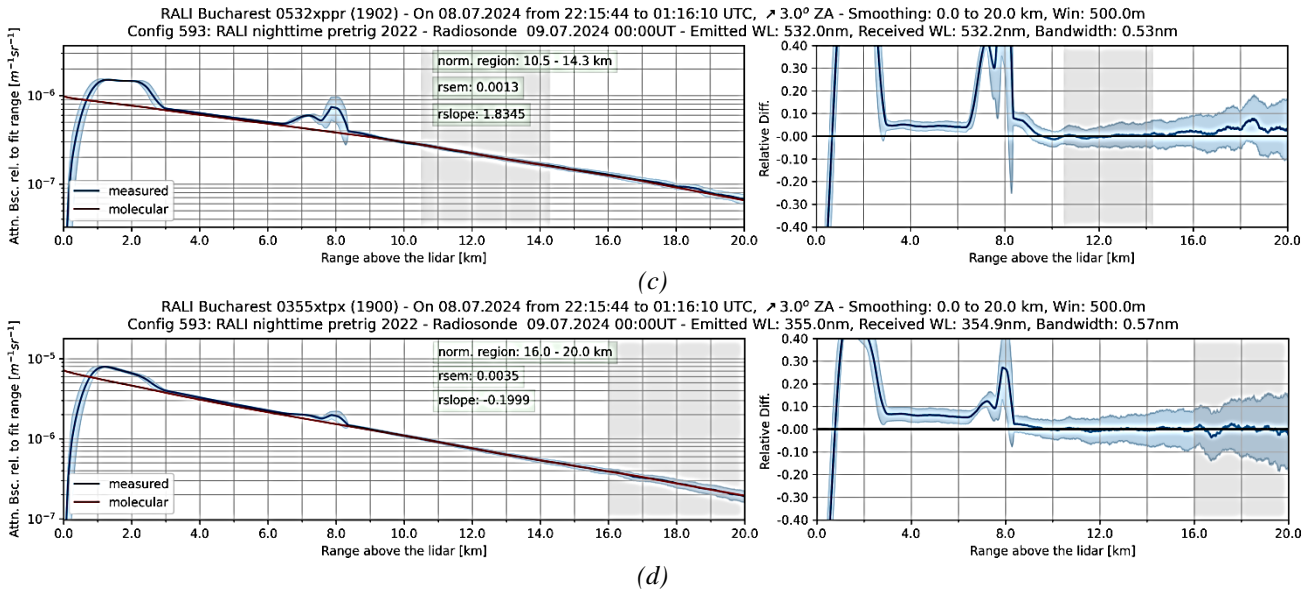 RALI Bucharest 0532xppr (1902) - On 08.07.2024 from 22:15:44 to 01:16:10 UTC, ↗3.0° ZA - Smoothing: 0.0 to 20.0 km, Win: 500.0m
Config 593: RALI nighttime pretrig 2022 - Radiosonde 09.07.2024 00:00UT - Emitted WL: 532.0nm, Received WL: 532.2nm, Bandwidth: 0.53nm
Attn. Bsc. rel. to fit range [m⁻¹sr⁻¹]
10⁻⁶
10⁻⁷
norm. region: 10.5 - 14.3 km
rsem: 0.0013
rslope: 1.8345
measured
molecular
0.0 2.0 4.0 6.0 8.0 10.0 12.0 14.0 16.0 18.0 20.0
Range above the lidar [km]
Relative Diff.
0.40
0.30
0.20
0.10
-0.00
-0.10
-0.20
-0.30
-0.40
0.0 4.0 8.0 12.0 16.0 20.0
Range above the lidar [km]
(c)
RALI Bucharest 0355xtpx (1900) - On 08.07.2024 from 22:15:44 to 01:16:10 UTC, ↗3.0° ZA - Smoothing: 0.0 to 20.0 km, Win: 500.0m
Config 593: RALI nighttime pretrig 2022 - Radiosonde 09.07.2024 00:00UT - Emitted WL: 355.0nm, Received WL: 354.9nm, Bandwidth: 0.57nm
Attn. Bsc. rel. to fit range [m⁻¹sr⁻¹]
10⁻⁵
10⁻⁶
10⁻⁷
norm. region: 16.0 - 20.0 km
rsem: 0.0035
rslope: -0.1999
measured
molecular
0.0 2.0 4.0 6.0 8.0 10.0 12.0 14.0 16.0 18.0 20.0
Range above the lidar [km]
Relative Diff.
0.40
0.30
0.20
0.10
-0.00
-0.10
-0.20
-0.30
-0.40
0.0 4.0 8.0 12.0 16.0 20.0
Range above the lidar [km]
(d)